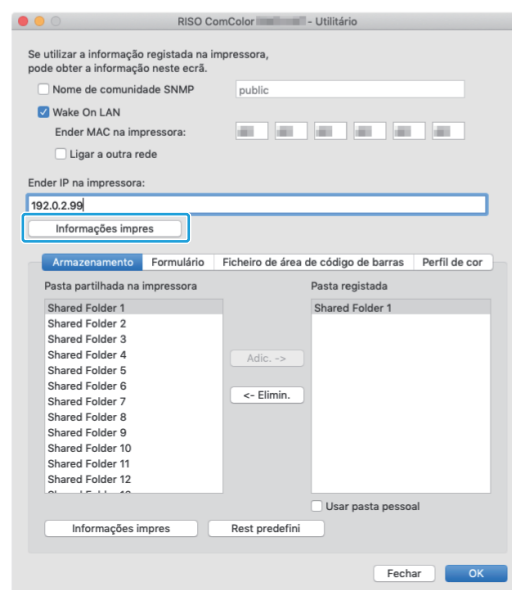 RISO ComColor - Utilitário
Se utilizar a informação registada na impressora,
pode obter a informação neste ecrã.
Nome de comunidade SNMP
public
Wake On LAN
Ender MAC na impressora:
Ligar a outra rede
Ender IP na impressora:
192.0.2.99
Informações impres
Armazenamento Formulário Ficheiro de área de código de barras Perfil de cor
Pasta partilhada na impressora
Pasta registada
Shared Folder 1
Shared Folder 1
Shared Folder 2
Shared Folder 3
Shared Folder 4
Adic. ->
Shared Folder 5
Shared Folder 6
<- Elimin.
Shared Folder 7
Shared Folder 8
Shared Folder 9
Shared Folder 10
Shared Folder 11
Shared Folder 12
Usar pasta pessoal
Informações impres
Rest predefini
Fechar
OK